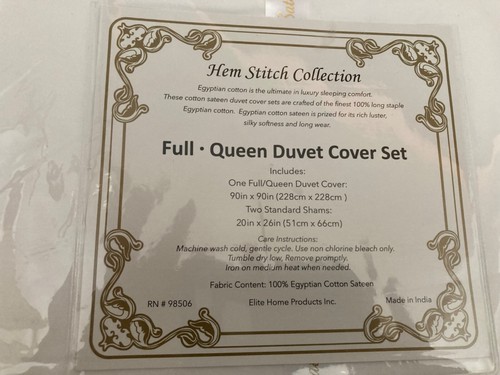 Hem Stitch Collection
Egyptian cotton is the ultimate in luxury sleeping comfort.
These cotton sateen duvet cover sets are crafted of the finest 100% long staple
Egyptian cotton. Egyptian cotton sateen is prized for its rich luster,
silky softness and long wear.
Full • Queen Duvet Cover Set
Includes:
One Full/Queen Duvet Cover:
90in x 90in (228cm x 228cm )
Two Standard Shams:
20in x 26in (51cm x 66cm)
Care Instructions:
Machine wash cold, gentle cycle. Use non chlorine bleach only.
Tumble dry low, Remove promptly.
Iron on medium heat when needed.
Fabric Content: 100% Egyptian Cotton Sateen
RN # 98506 Elite Home Products Inc. Made in India